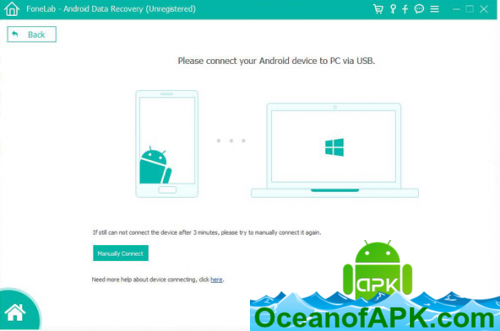 FoneLab - Android Data Recovery (Unregistered)
Back
Please connect your Android device to PC via USB.
If still can not connect the device after 3 minutes, please try to manually connect it again.
Manually Connect
Need more help about device connecting, click here.
APK
OceanofAPK.com